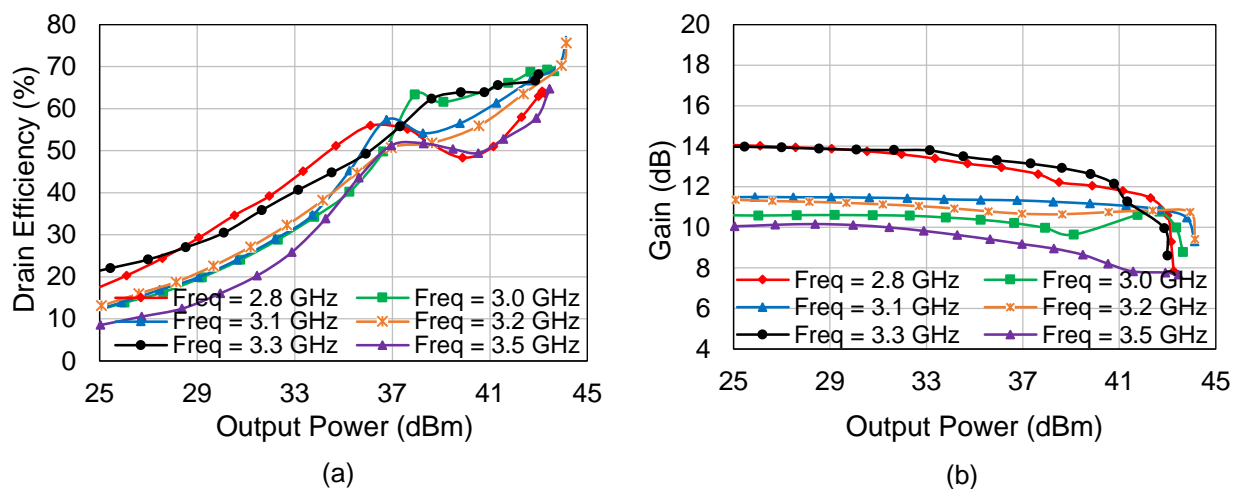 Drain Efficiency (%)
80
70
60
50
40
30
20
10
0
Freq = 2.8 GHz
Freq = 3.0 GHz
Freq = 3.1 GHz
Freq = 3.2 GHz
Freq = 3.3 GHz
Freq = 3.5 GHz
25 29 33 37 41 45
Output Power (dBm)
(a)
Gain (dB)
20
18
16
14
12
10
8
6
4
Freq = 2.8 GHz
Freq = 3.0 GHz
Freq = 3.1 GHz
Freq = 3.2 GHz
Freq = 3.3 GHz
Freq = 3.5 GHz
25 29 33 37 41 45
Output Power (dBm)
(b)